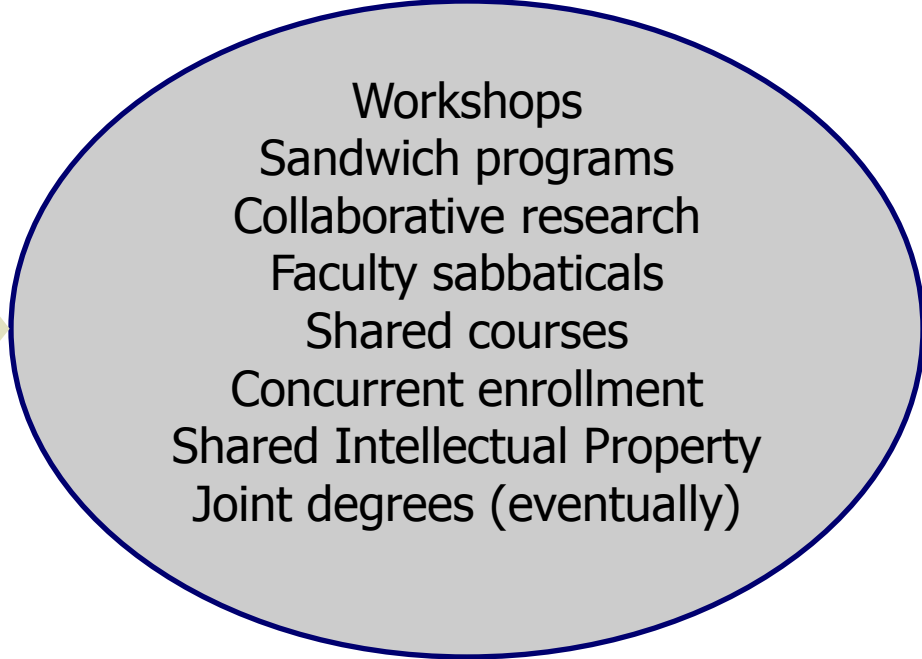 Workshops
Sandwich programs
Collaborative research
Faculty sabbaticals
Shared courses
Concurrent enrollment
Shared Intellectual Property
Joint degrees (eventually)